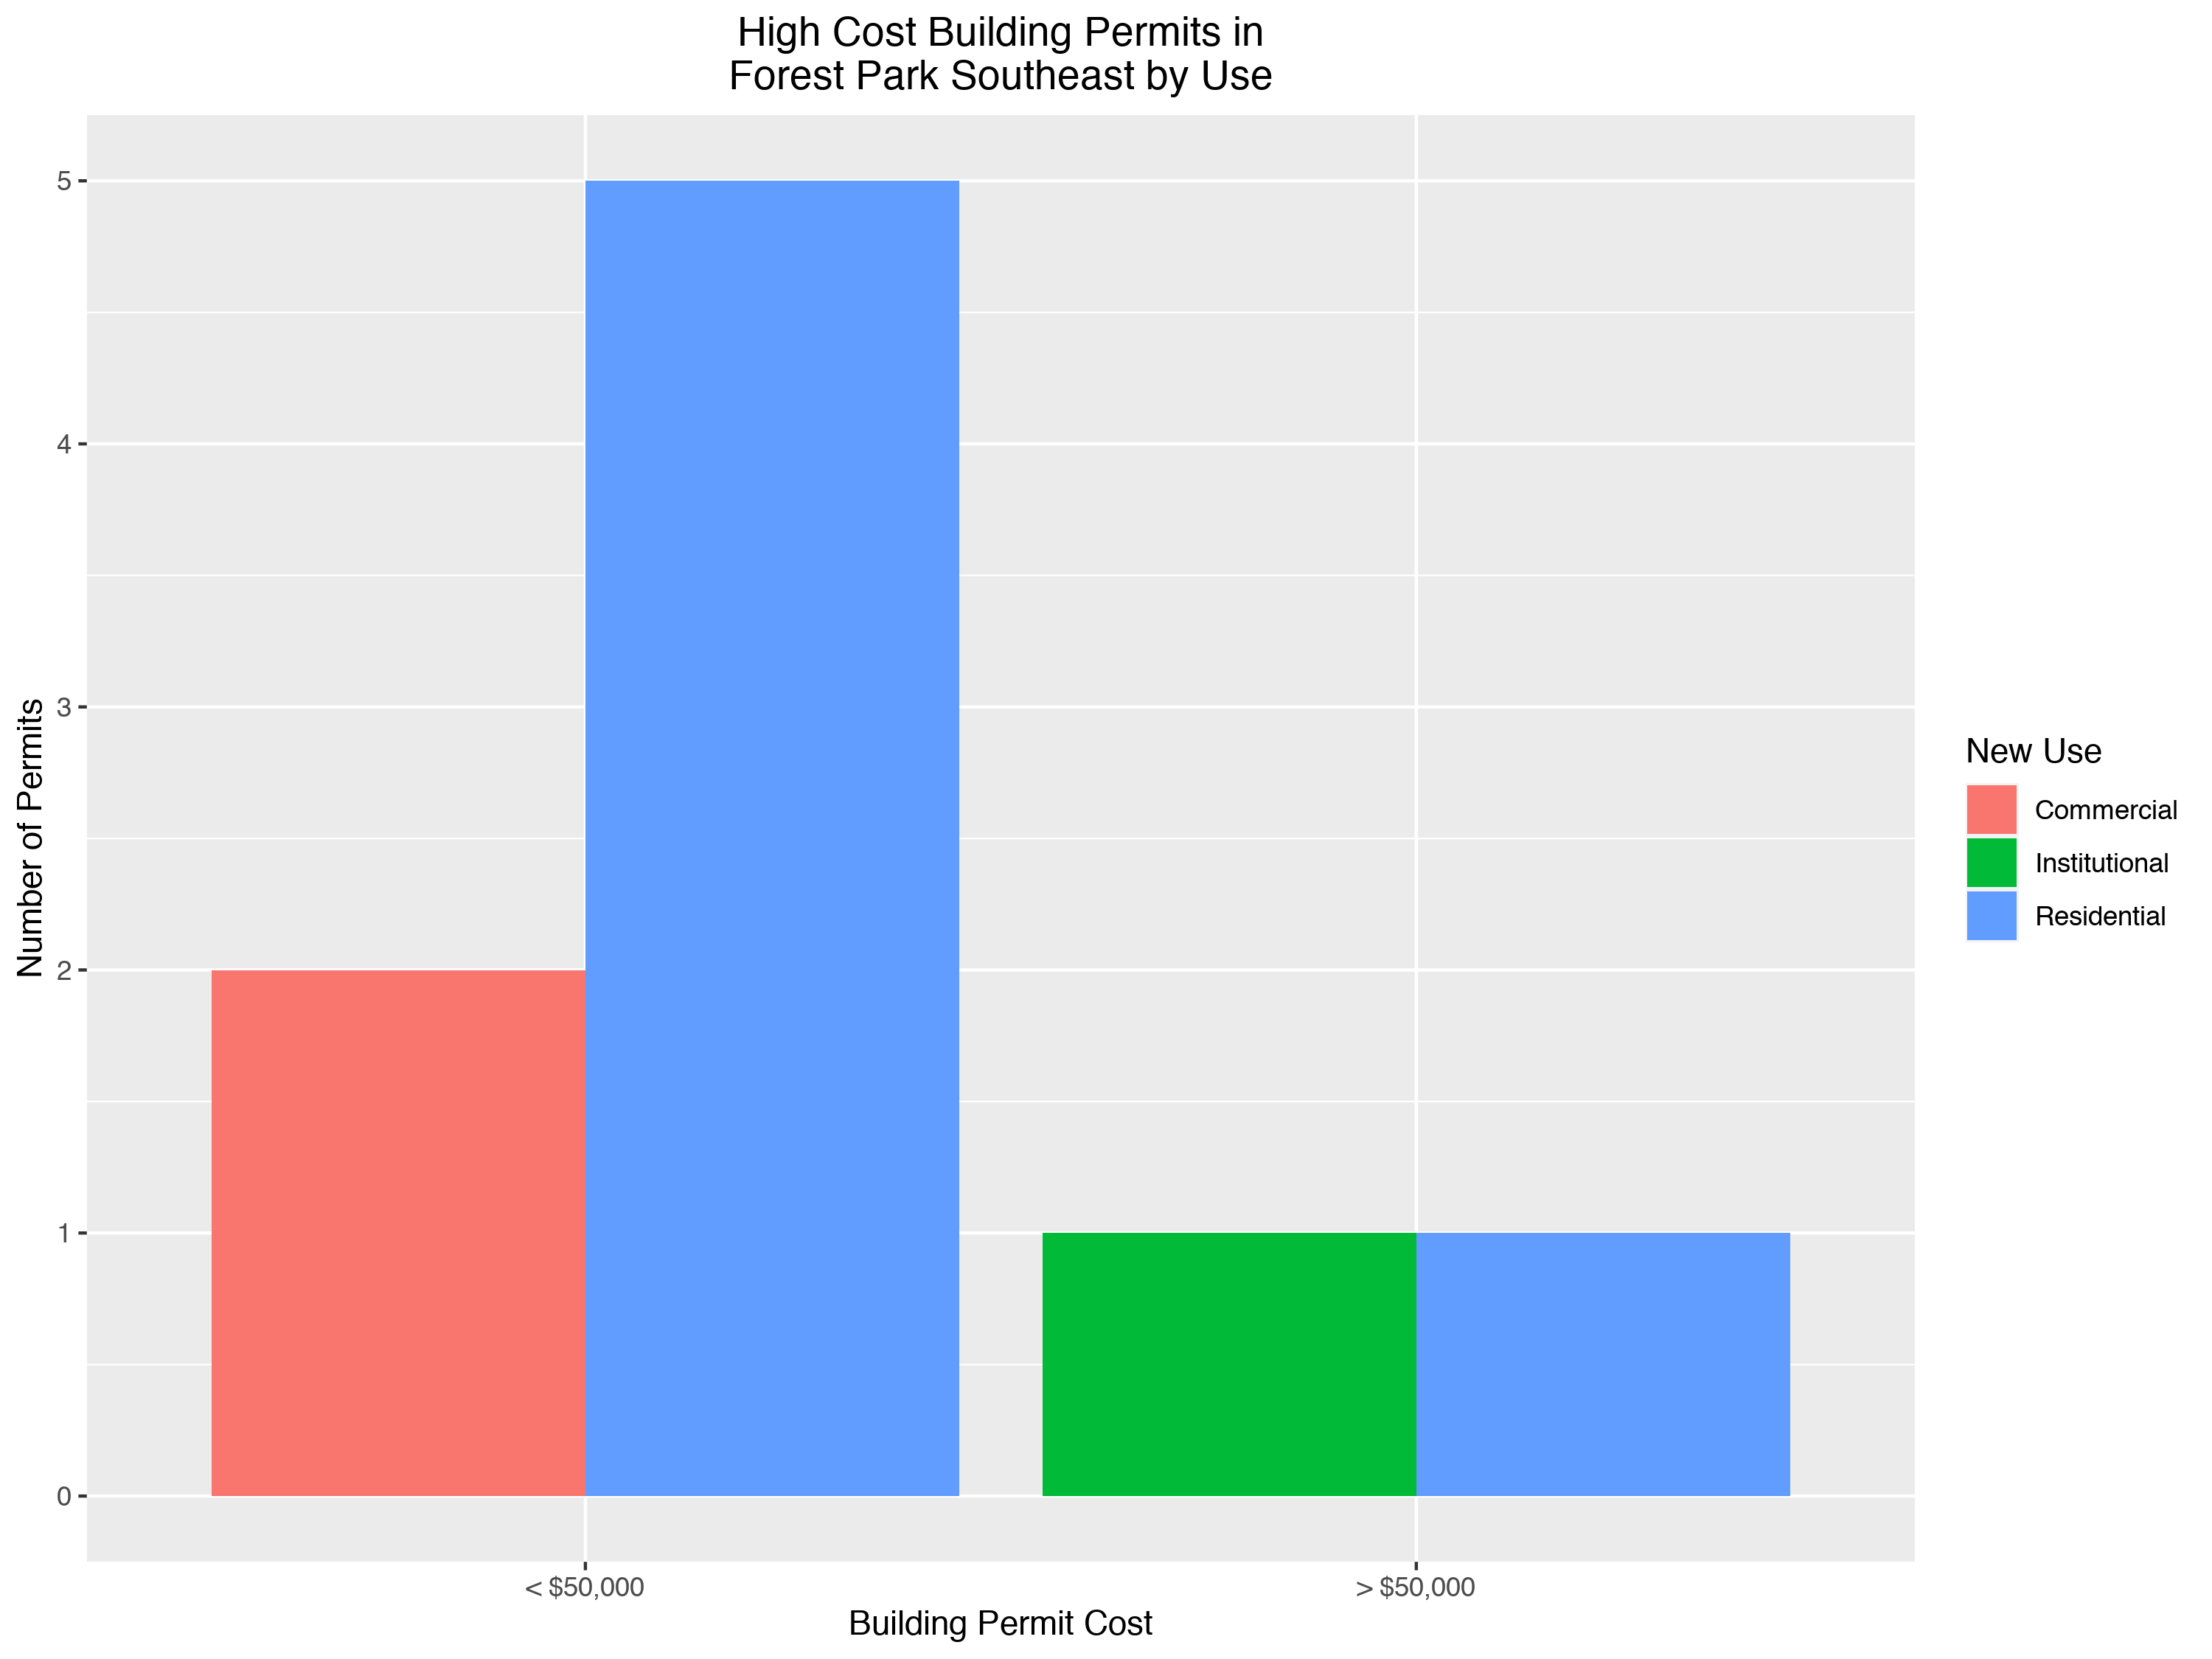 High Cost Building Permits in
Forest Park Southeast by Use
Number of Permits
5
4
3
2
1
0
< $50,000
> $50,000
Building Permit Cost
New Use
Commercial
Institutional
Residential